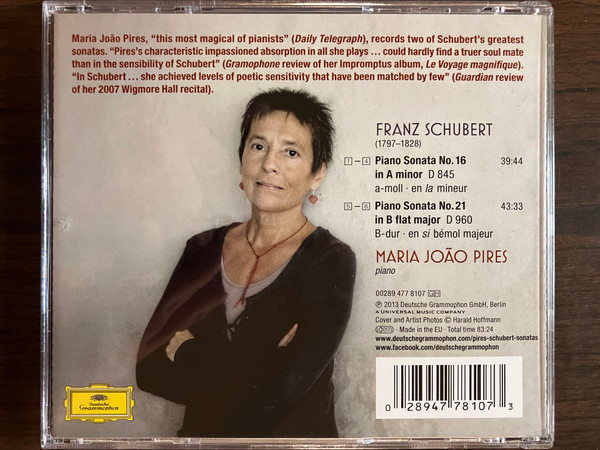 Maria João Pires, “this most magical of pianists” (Daily Telegraph), records two of Schubert’s greatest
sonatas. “Pires’s characteristic impassioned absorption in all she plays ... could hardly find a truer soul mate
than in the sensibility of Schubert” (Gramophone review of her Impromptus album, Le Voyage magnifique).
“In Schubert ... she achieved levels of poetic sensitivity that have been matched by few” (Guardian review
of her 2007 Wigmore Hall recital).
FRANZ SCHUBERT
(1797–1828)
1–4 Piano Sonata No. 16 39:44
in A minor D 845
a-moll · en la mineur
5–8 Piano Sonata No. 21 43:33
in B flat major D 960
B-dur · en si bémol majeur
MARIA JOÃO PIRES
piano
00289 477 8107 GH
℗ 2013 Deutsche Grammophon GmbH, Berlin
A UNIVERSAL MUSIC COMPANY
Cover and Artist Photos © Harald Hoffmann
· Made in the EU · Total time 83:24
www.deutschegrammophon.com/pires-schubert-sonatas
www.facebook.com/deutschegrammophon
Deutsche
Grammophon
0 28947 78107 3